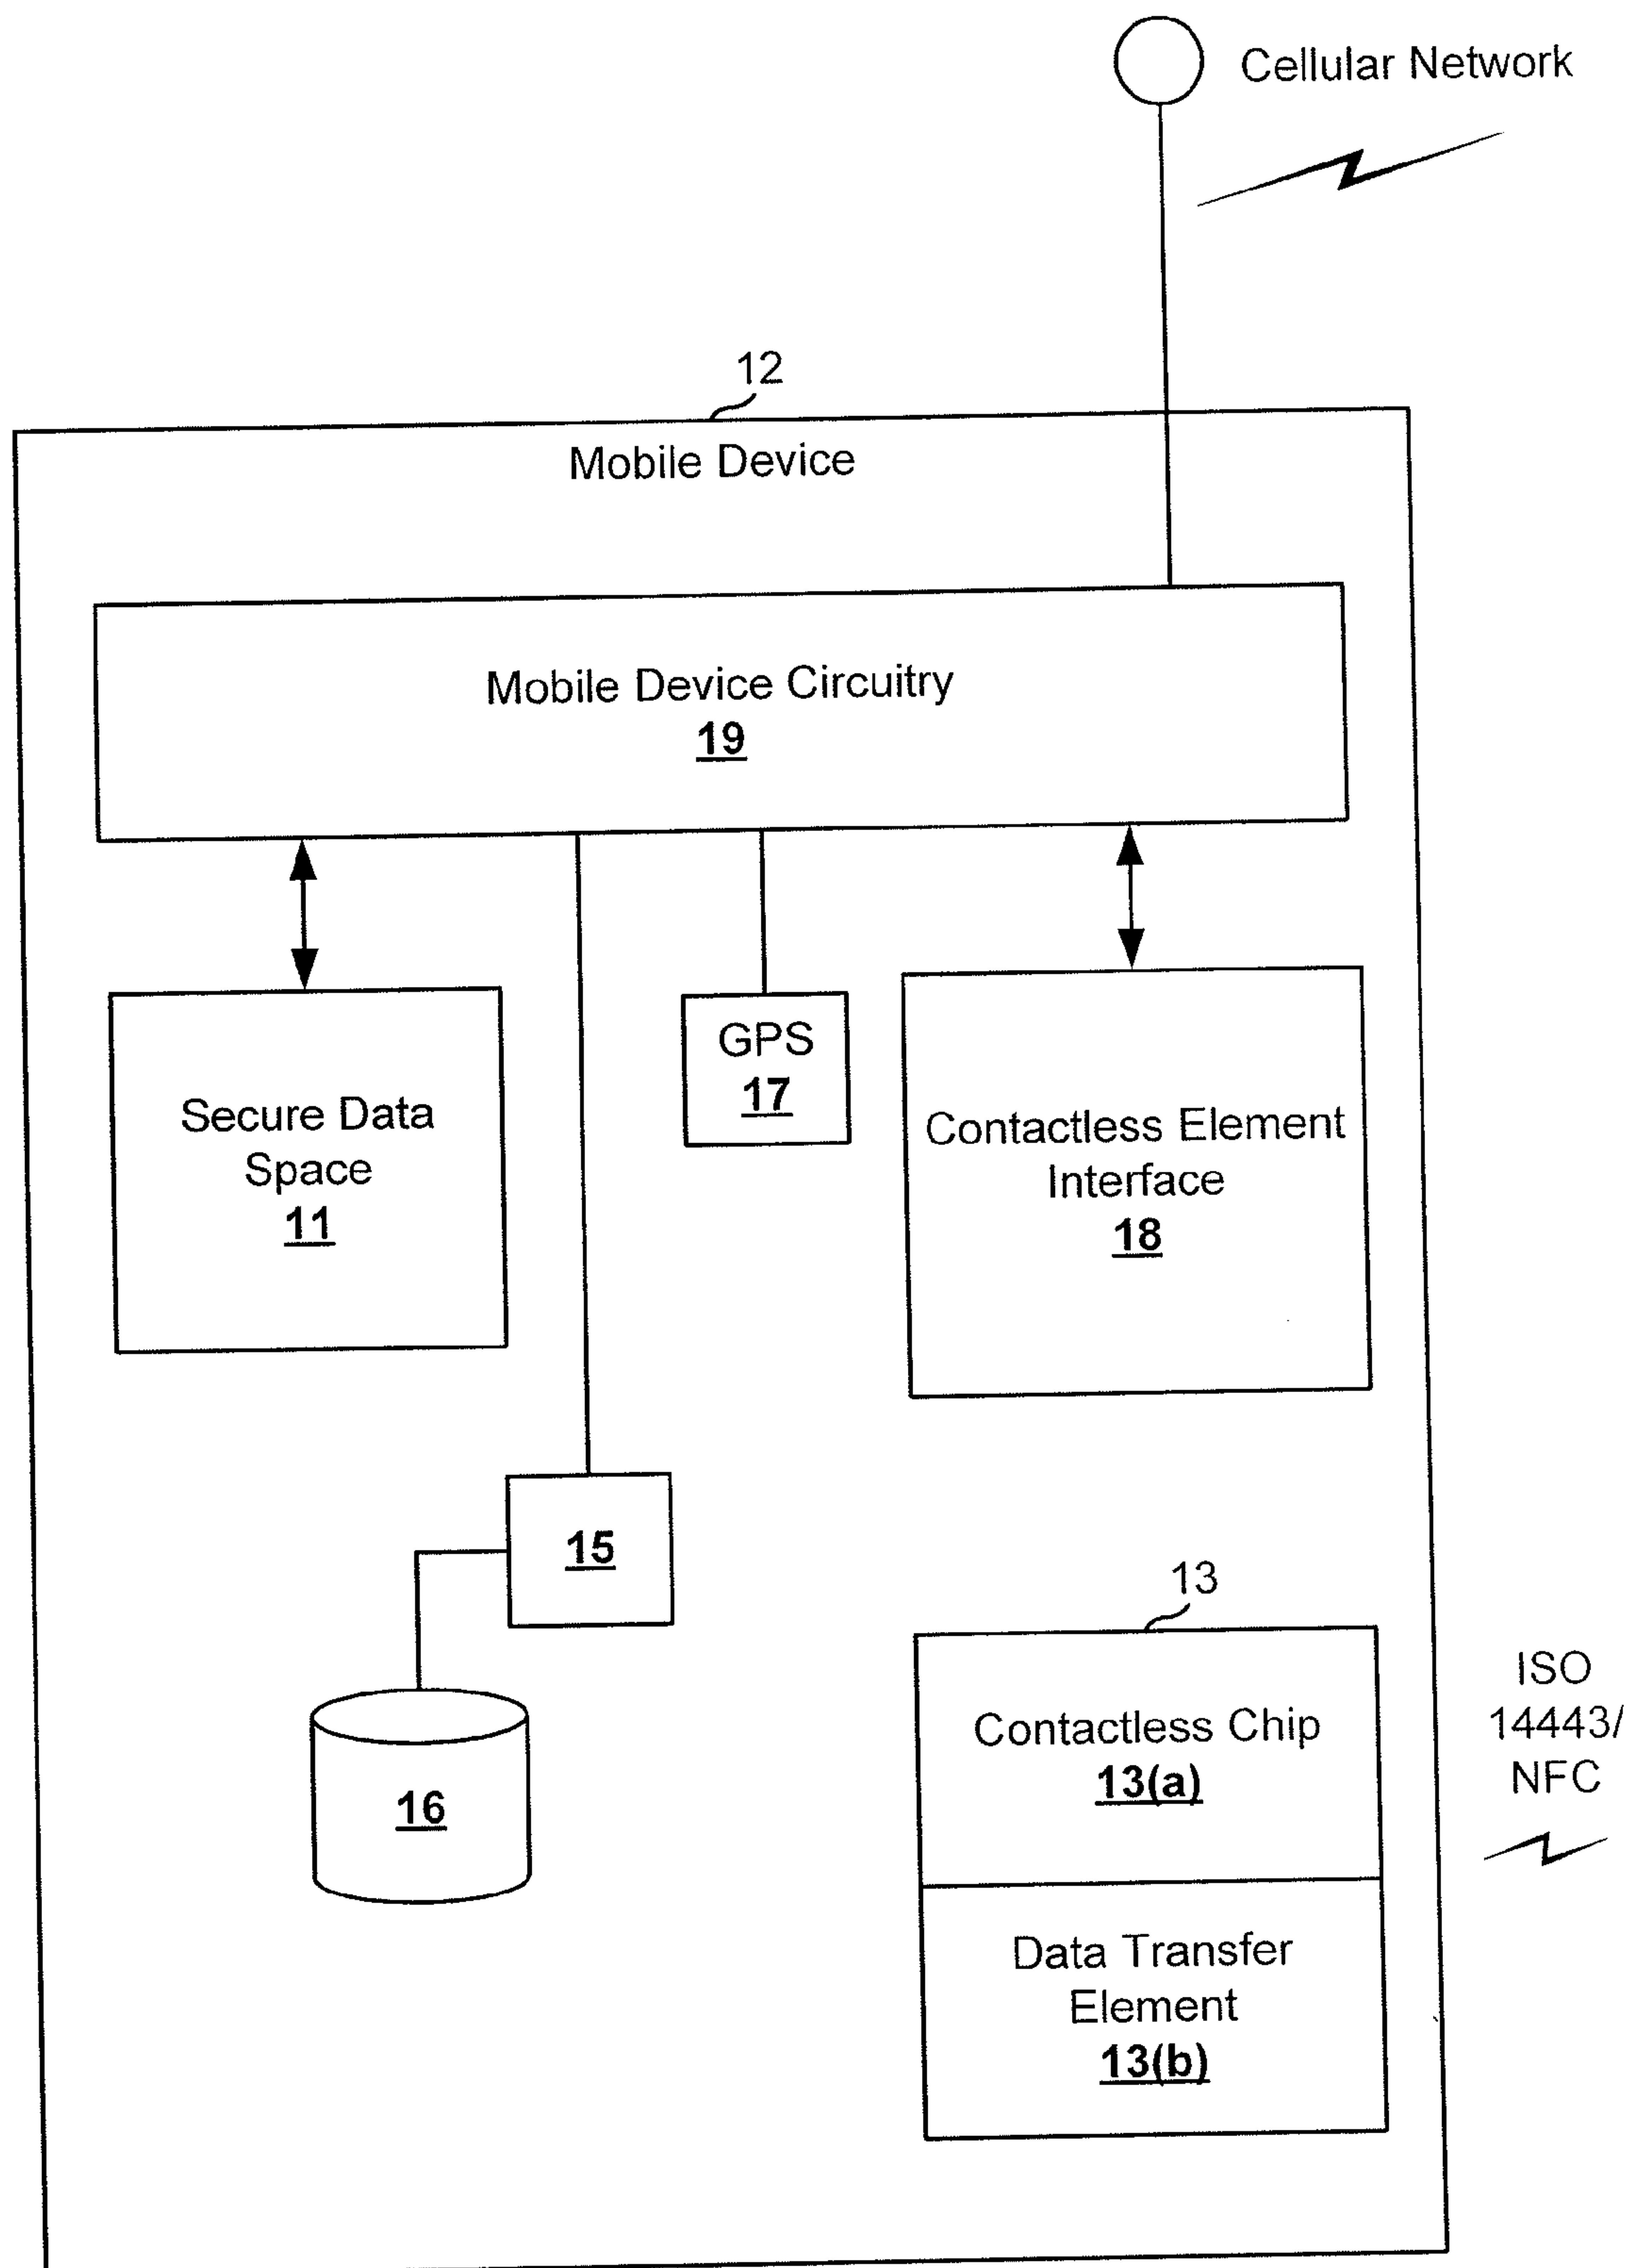 Cellular Network
12
Mobile Device
Mobile Device Circuitry
19
Secure Data
Space
11
GPS
17
Contactless Element
Interface
18
15
16
13
Contactless Chip
13(a)
Data Transfer
Element
13(b)
ISO
14443/
NFC